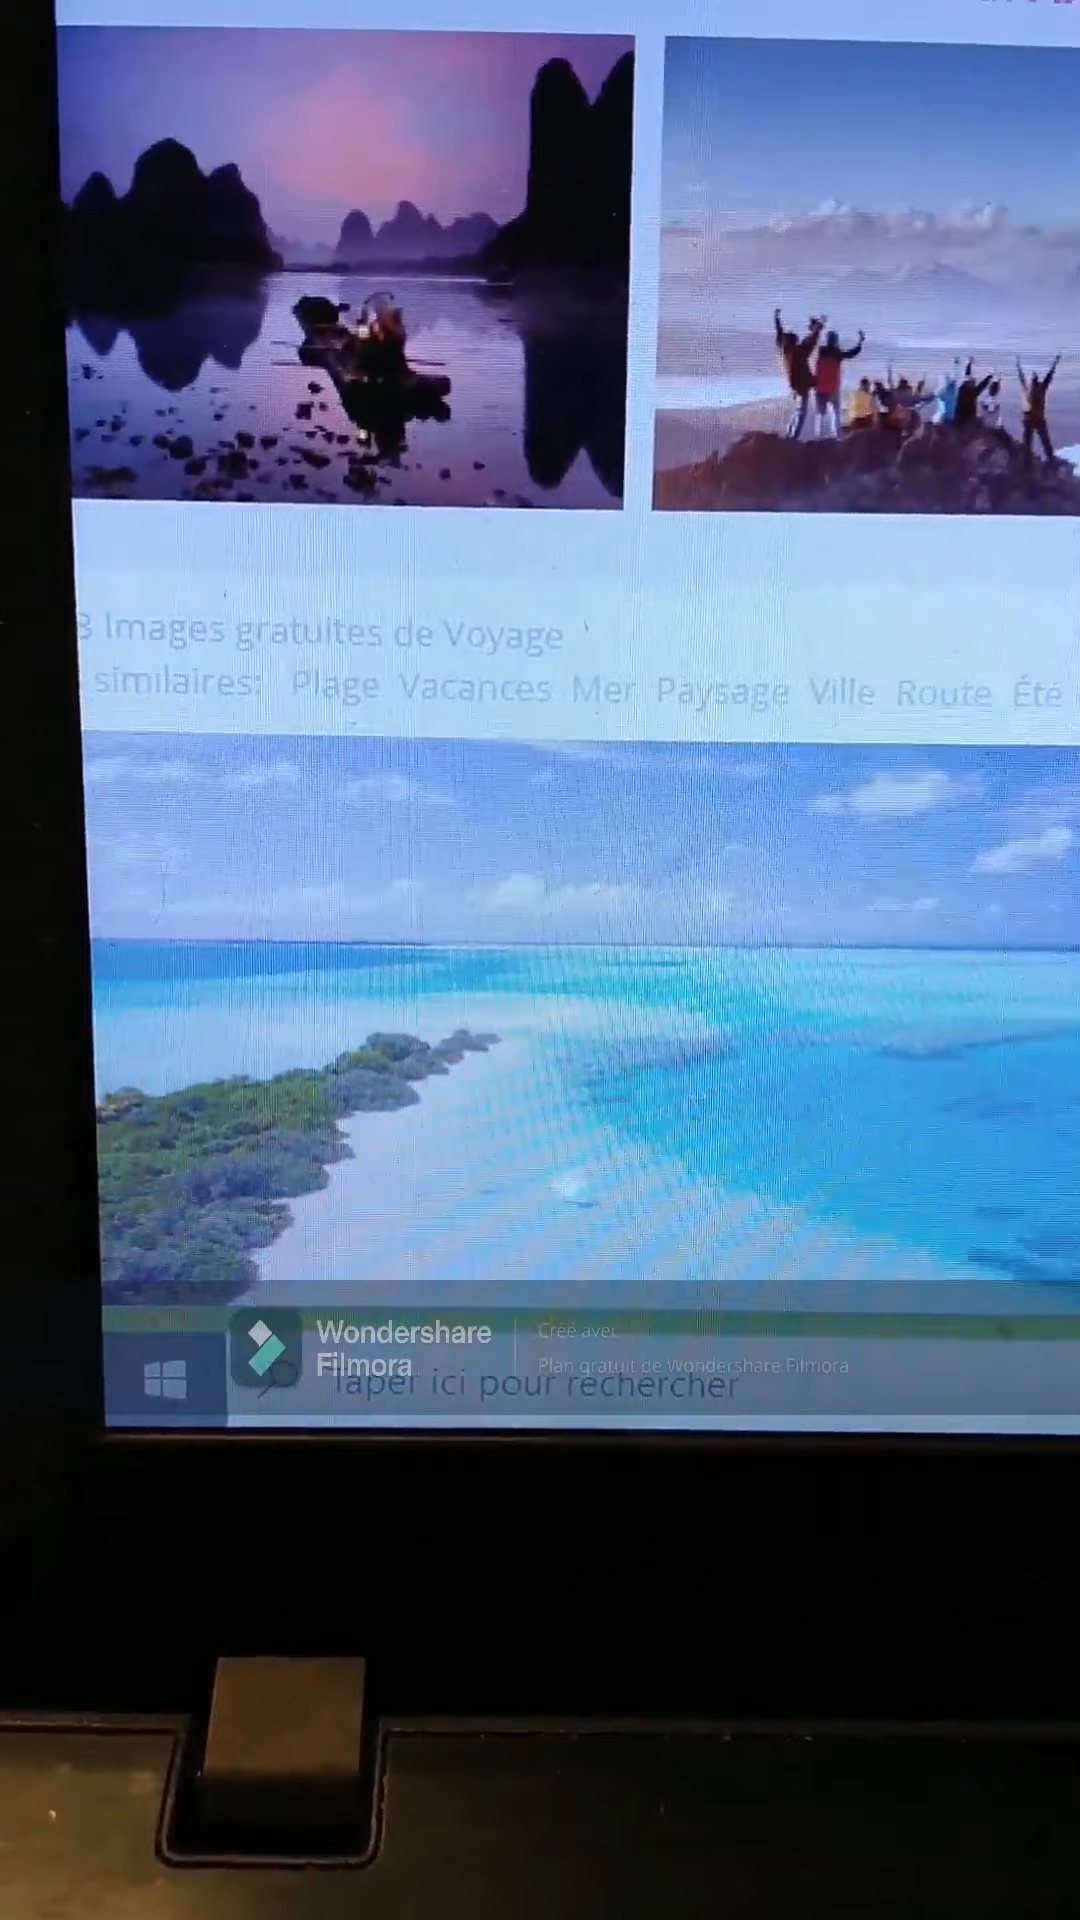 3 Images gratuites de Voyage
similaires: Plage Vacances Mer Paysage Ville Route Été
Wondershare
Filmora
Créé avec
Plan gratuit de Wondershare Filmora
Taper ici pour rechercher